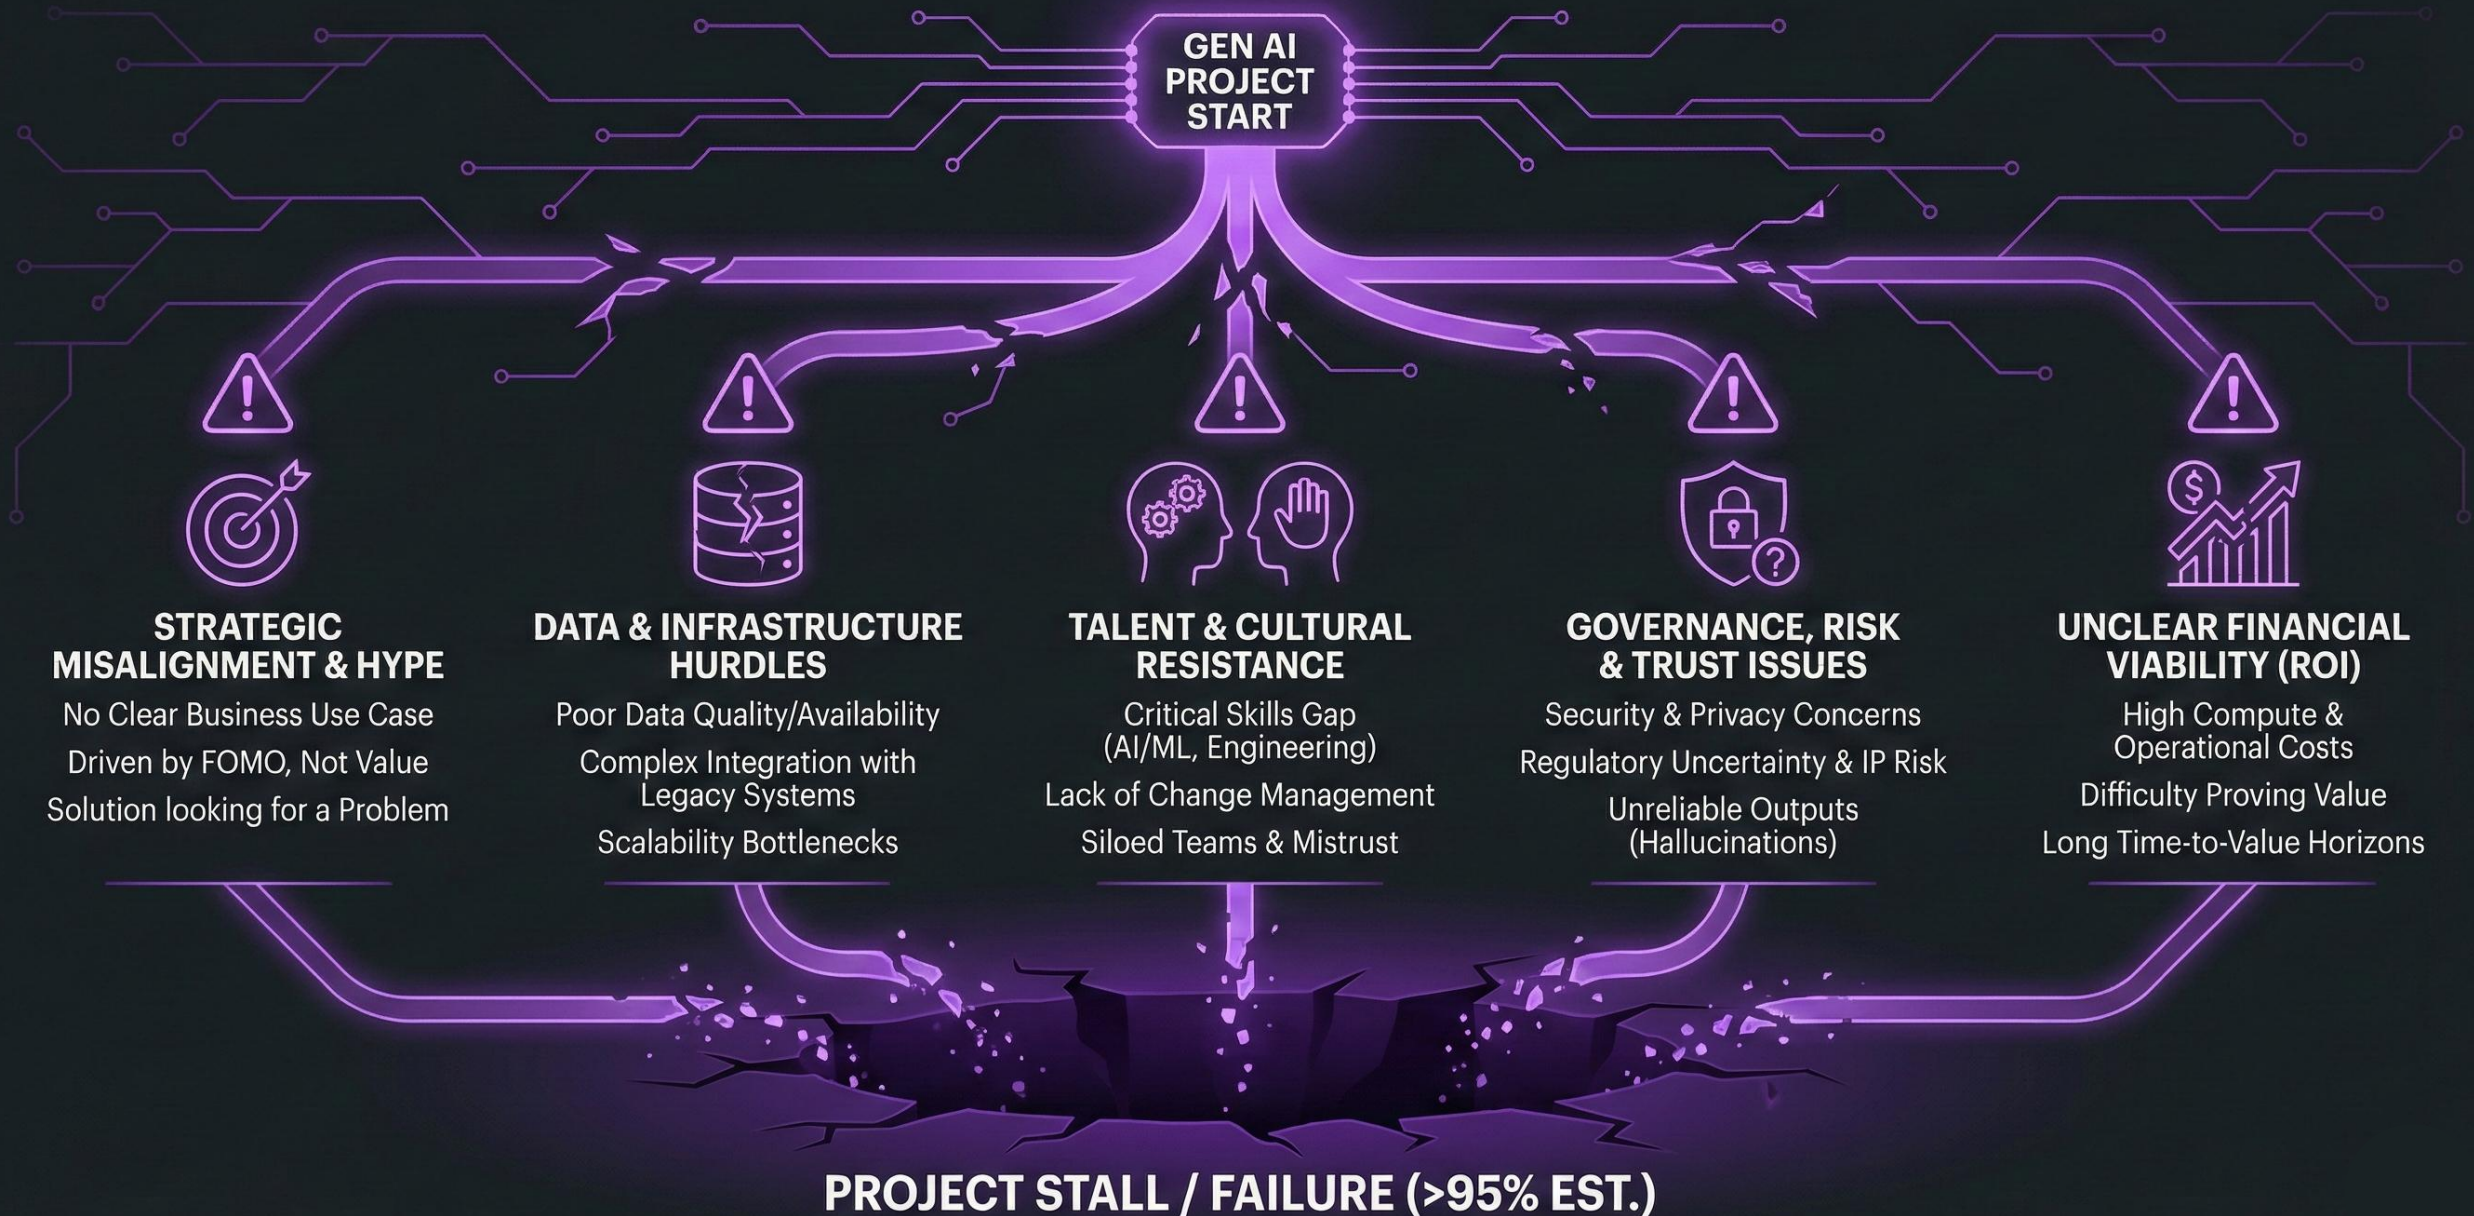 GEN AI
PROJECT
START
STRATEGIC
MISALIGNMENT & HYPE
No Clear Business Use Case
Driven by FOMO, Not Value
Solution looking for a Problem
DATA & INFRASTRUCTURE
HURDLES
Poor Data Quality/Availability
Complex Integration with
Legacy Systems
Scalability Bottlenecks
TALENT & CULTURAL
RESISTANCE
Critical Skills Gap
(AI/ML, Engineering)
Lack of Change Management
Siloed Teams & Mistrust
GOVERNANCE, RISK
& TRUST ISSUES
Security & Privacy Concerns
Regulatory Uncertainty & IP Risk
Unreliable Outputs
(Hallucinations)
UNCLEAR FINANCIAL
VIABILITY (ROI)
High Compute &
Operational Costs
Difficulty Proving Value
Long Time-to-Value Horizons
PROJECT STALL / FAILURE (>95% EST.)